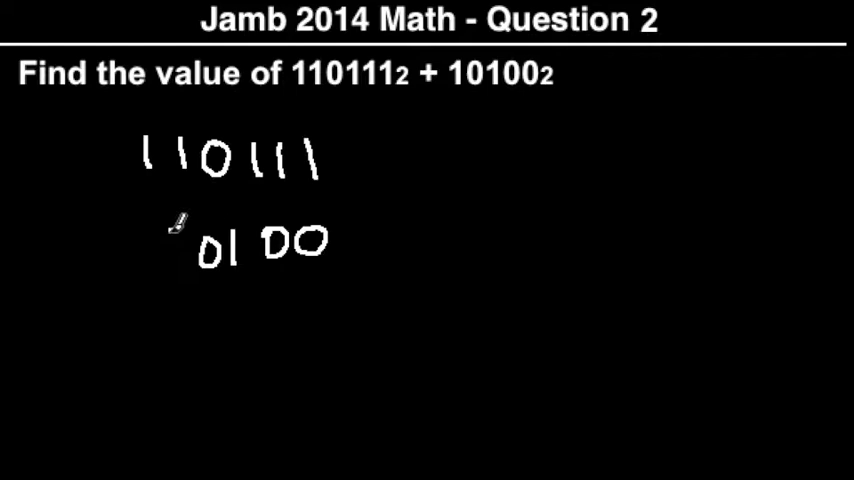 Jamb 2014 Math - Question 2
Find the value of 110111₂ + 10100₂
110111
0100